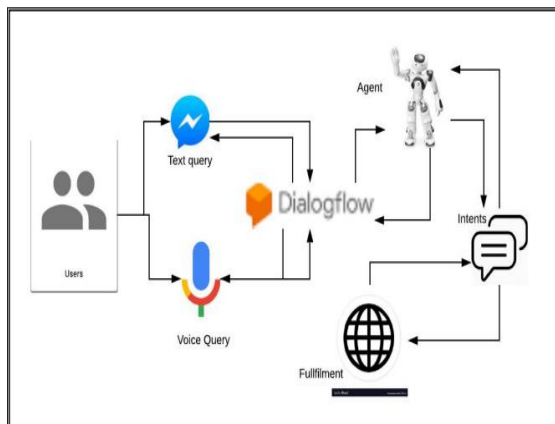 Agent
Text query
Dialogflow
Intents
Users
Voice Query
Fullfilment